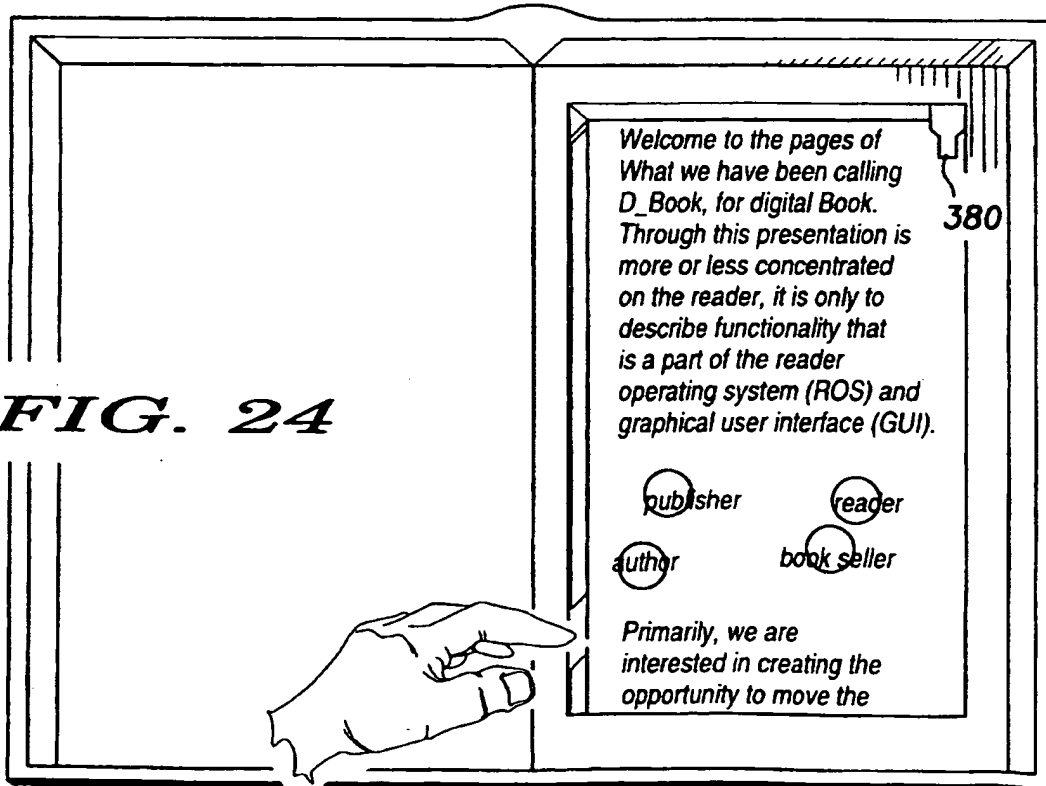 FIG. 24
Welcome to the pages of
What we have been calling
D_Book, for digital Book.
Through this presentation is
more or less concentrated
on the reader, it is only to
describe functionality that
is a part of the reader
operating system (ROS) and
graphical user interface (GUI).
380
publisher reader
author book seller
Primarily, we are
interested in creating the
opportunity to move the